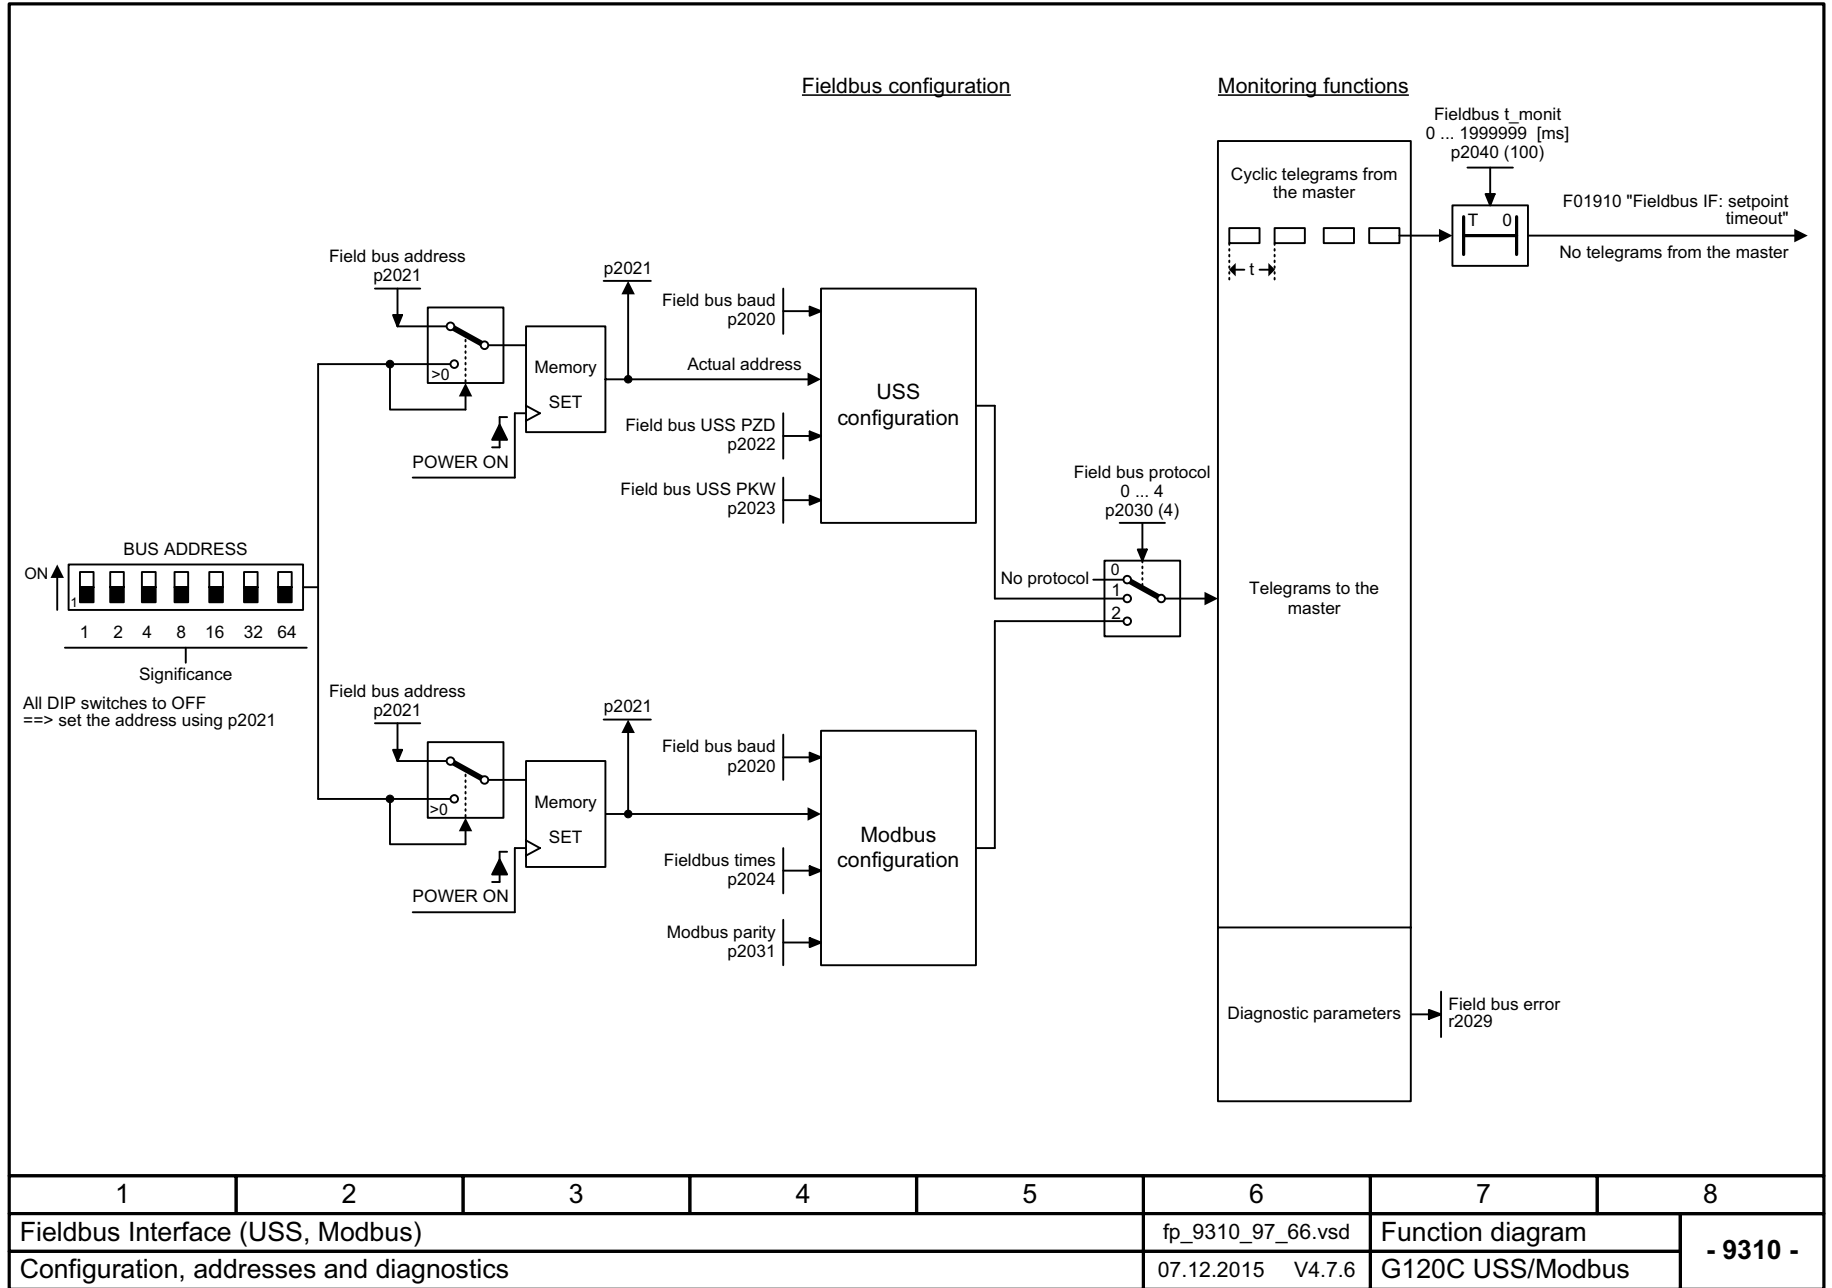 Fieldbus configuration
Monitoring functions
Fieldbus t_monit
0 ... 1999999 [ms]
p2040 (100)
Cyclic telegrams from
the master
T 0
F01910 "Fieldbus IF: setpoint
timeout"
No telegrams from the master
t
Field bus address
p2021
>0
Memory
SET
POWER ON
p2021
Field bus baud
p2020
Actual address
Field bus USS PZD
p2022
Field bus USS PKW
p2023
USS
configuration
Field bus protocol
0 ... 4
p2030 (4)
No protocol
0
1
2
Telegrams to the
master
BUS ADDRESS
ON
1
1 2 4 8 16 32 64
Significance
All DIP switches to OFF
==> set the address using p2021
Field bus address
p2021
>0
Memory
SET
POWER ON
p2021
Field bus baud
p2020
Fieldbus times
p2024
Modbus parity
p2031
Modbus
configuration
Diagnostic parameters
Field bus error
r2029
1 2 3 4 5 6 7 8
Fieldbus Interface (USS, Modbus) fp_9310_97_66.vsd Function diagram
- 9310 -
Configuration, addresses and diagnostics 07.12.2015 V4.7.6 G120C USS/Modbus